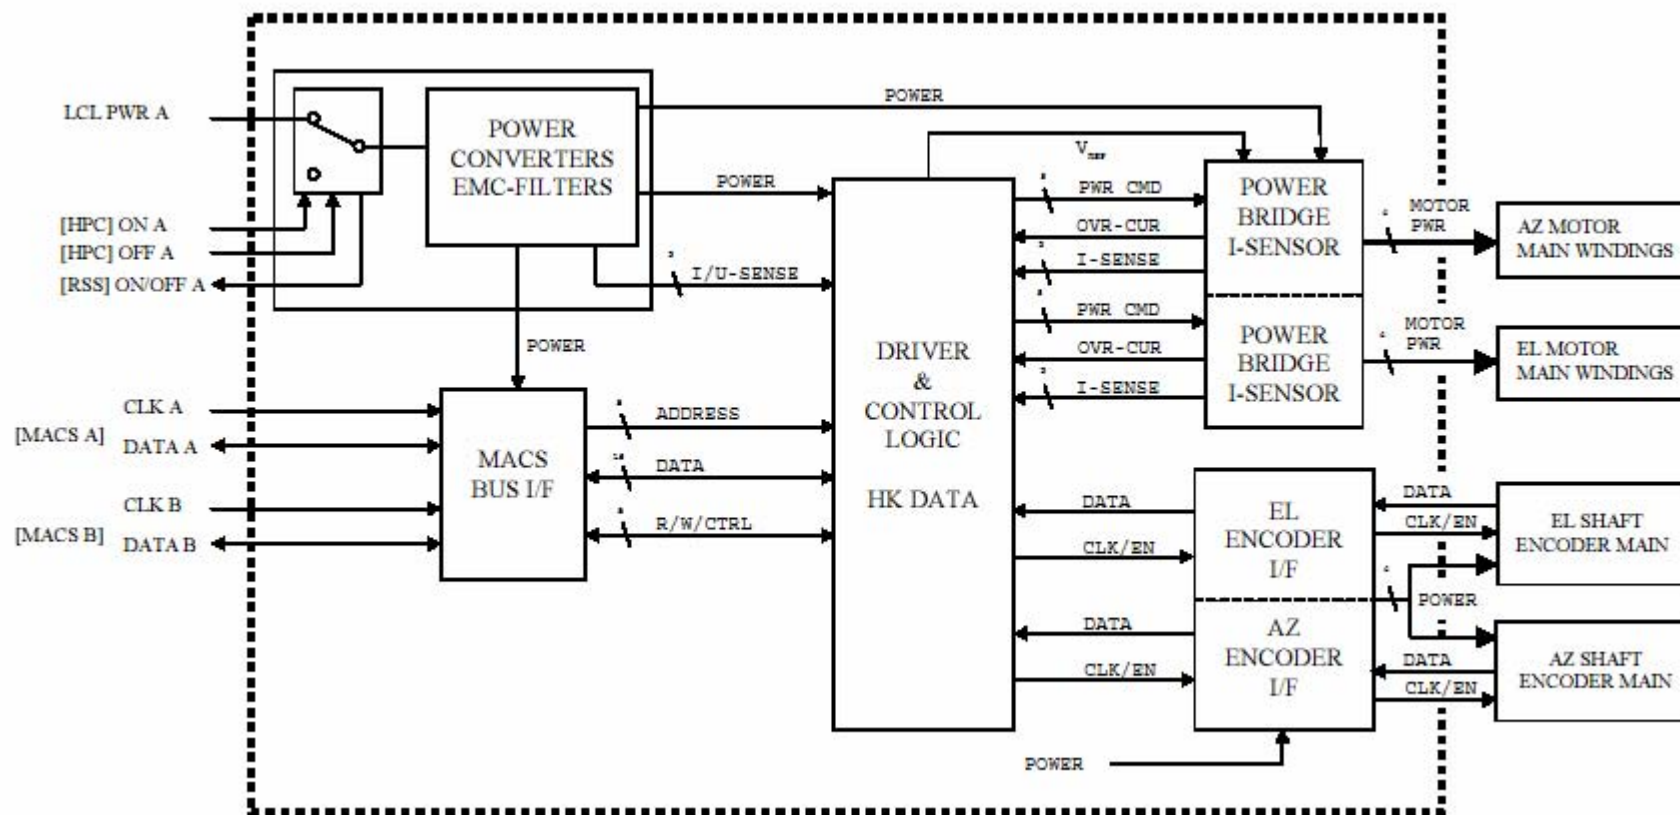 LCL PWR A
[HPC] ON A
[HPC] OFF A
[RSS] ON/OFF A
POWER
CONVERTERS
EMC-FILTERS
POWER
POWER
I/U-SENSE
POWER
[MACS A]
CLK A
DATA A
[MACS B]
CLK B
DATA B
MACS
BUS I/F
ADDRESS
DATA
R/W/CTRL
DRIVER
&
CONTROL
LOGIC
HK DATA
PWR CMD
OVR-CUR
I-SENSE
PWR CMD
OVR-CUR
I-SENSE
POWER
BRIDGE
I-SENSOR
POWER
BRIDGE
I-SENSOR
MOTOR
PWR
AZ MOTOR
MAIN WINDINGS
MOTOR
PWR
EL MOTOR
MAIN WINDINGS
DATA
CLK/EN
DATA
CLK/EN
EL
ENCODER
I/F
AZ
ENCODER
I/F
POWER
DATA
CLK/EN
POWER
DATA
CLK/EN
EL SHAFT
ENCODER MAIN
AZ SHAFT
ENCODER MAIN